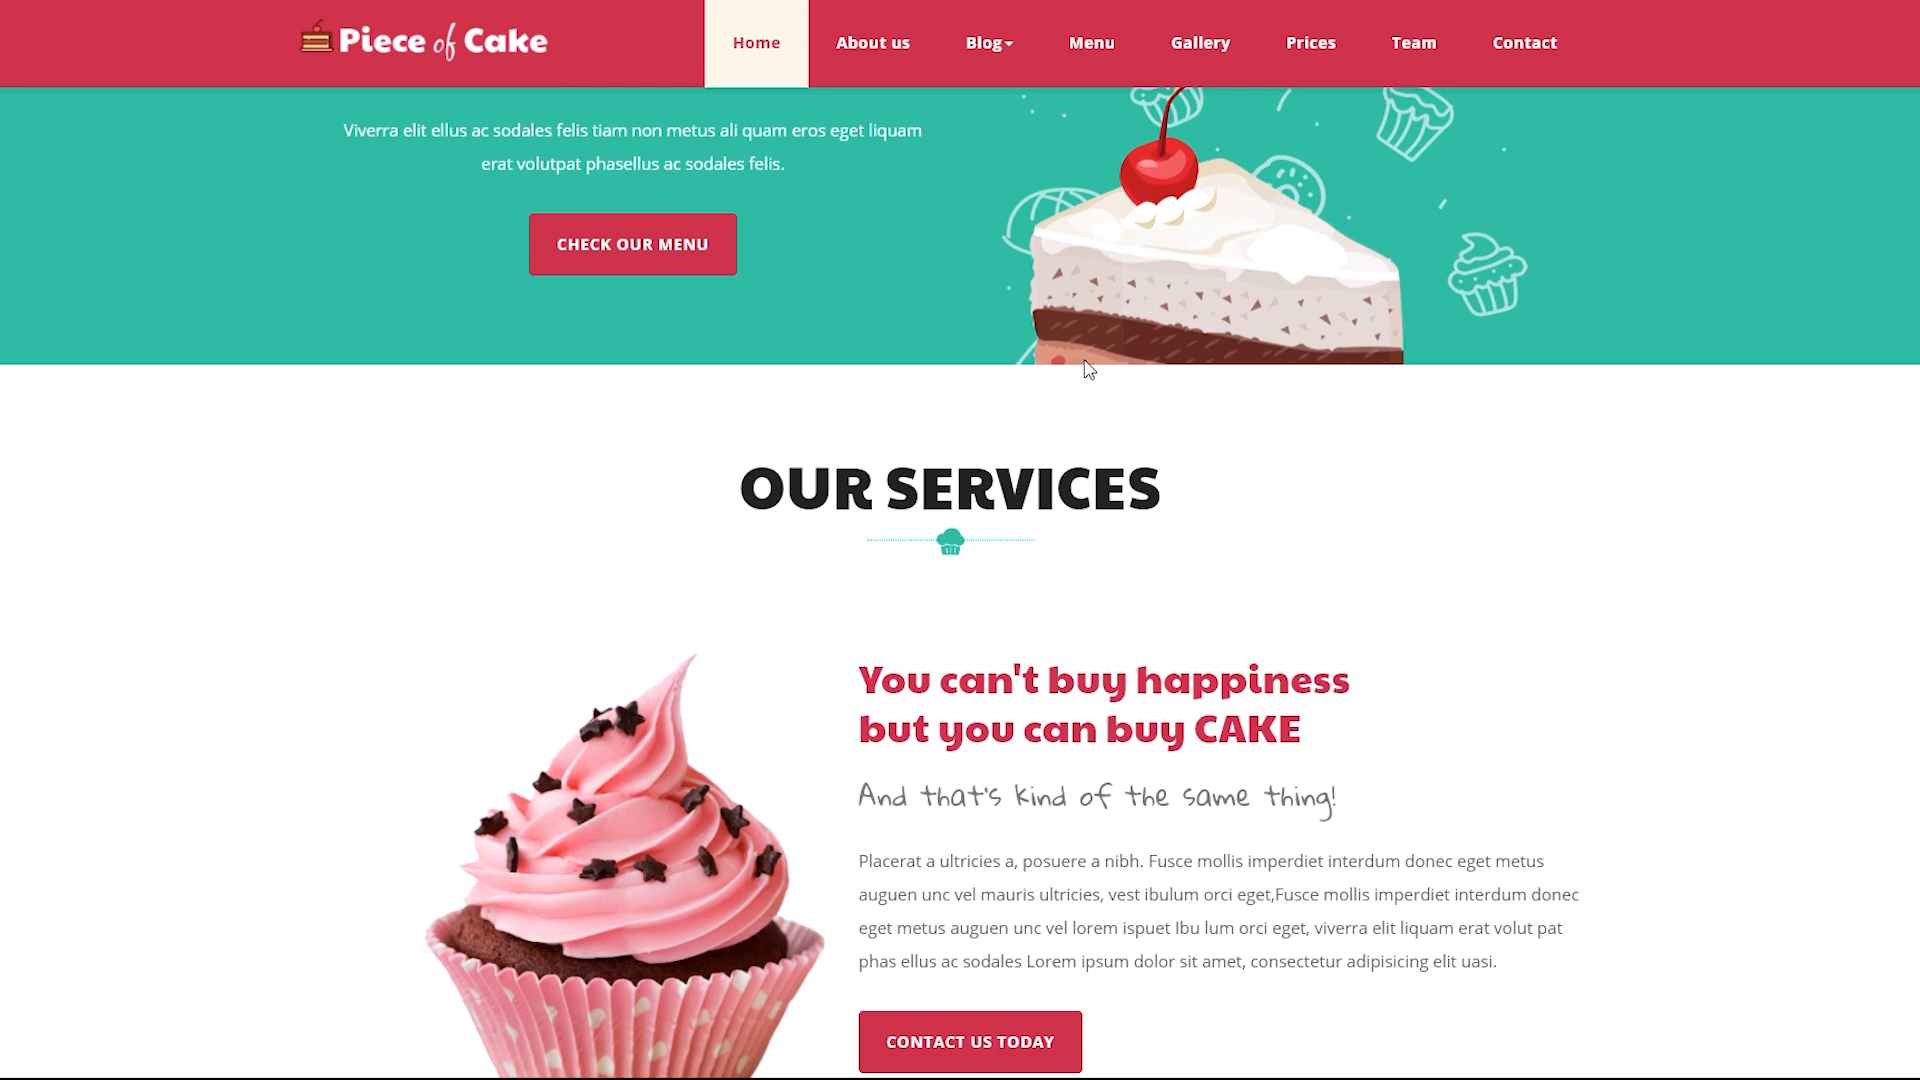 Piece of Cake
Home
About us
Blog
Menu
Gallery
Prices
Team
Contact
Viverra elit ellus ac sodales felis tiam non metus ali quam eros eget liquam
erat volutpat phasellus ac sodales felis.
CHECK OUR MENU
OUR SERVICES
You can't buy happiness
but you can buy CAKE
And that's kind of the same thing!
Placerat a ultricies a, posuere a nibh. Fusce mollis imperdiet interdum donec eget metus
auguen unc vel mauris ultricies, vest ibulum orci eget,Fusce mollis imperdiet interdum donec
eget metus auguen unc vel lorem ispuet Ibu lum orci eget, viverra elit liquam erat volut pat
phas ellus ac sodales Lorem ipsum dolor sit amet, consectetur adipisicing elit uasi.
CONTACT US TODAY